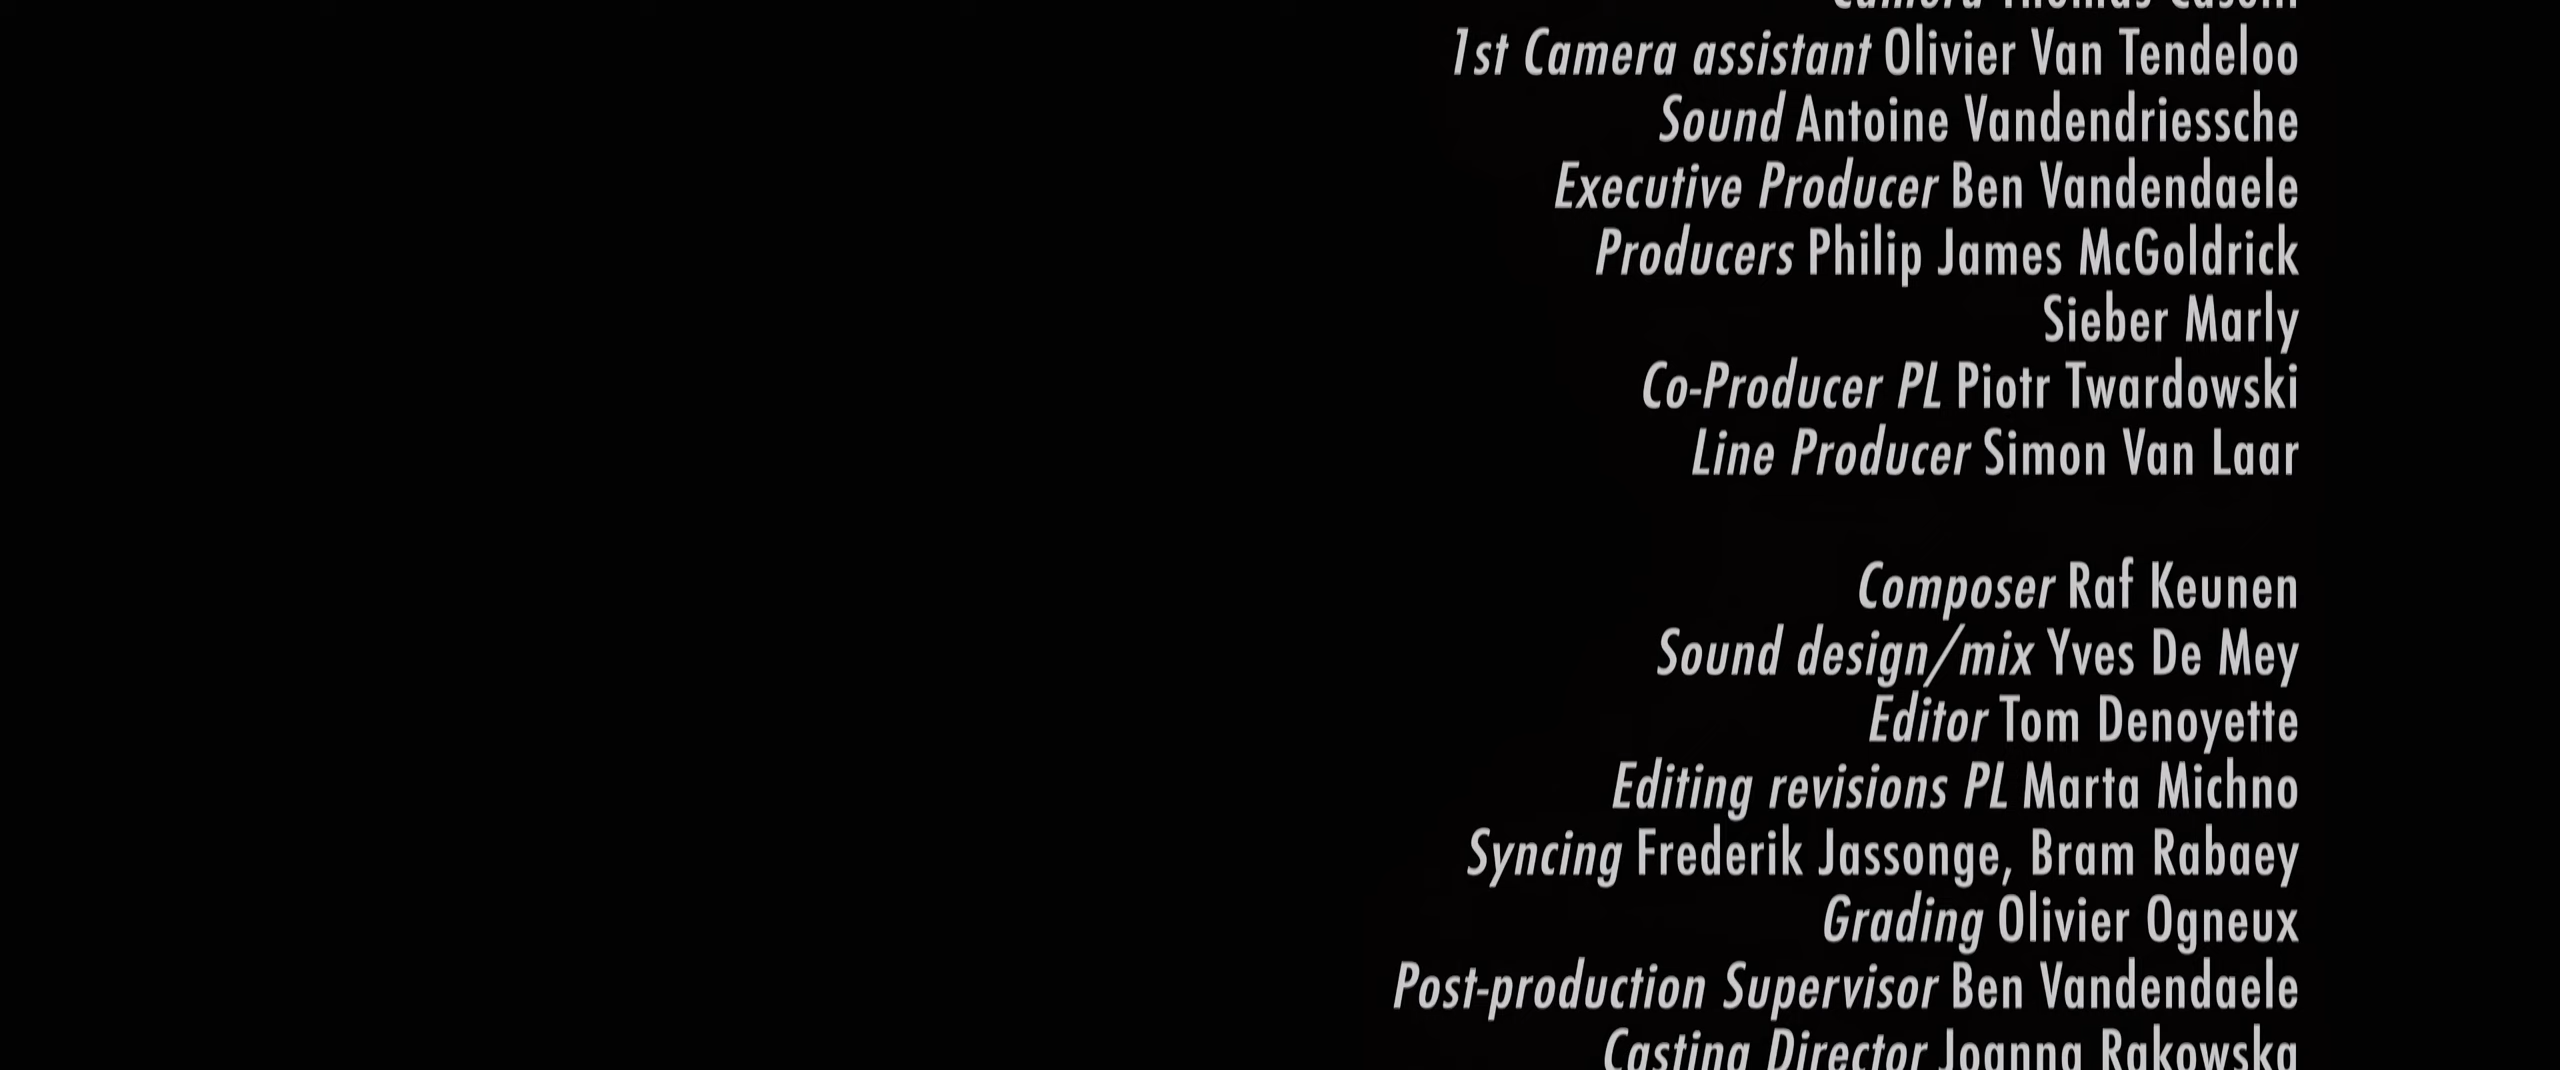 1st Camera assistant Olivier Van Tendeloo
Sound Antoine Vandendriessche
Executive Producer Ben Vandendaele
Producers Philip James McGoldrick
Sieber Marly
Co-Producer PL Piotr Twardowski
Line Producer Simon Van Laar
Composer Raf Keunen
Sound design/mix Yves De Mey
Editor Tom Denoyette
Editing revisions PL Marta Michno
Syncing Frederik Jassonge, Bram Rabaey
Grading Olivier Ogneux
Post-production Supervisor Ben Vandendaele
Casting Director Joanna Rakowska